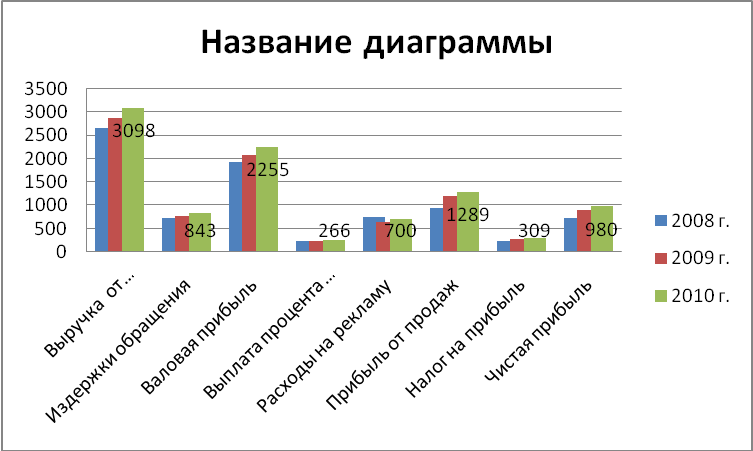 Название диаграммы
3500
3000
2500
2000
1500
1000
500
0
3098
843
2255
266
700
1289
309
980
Выручка от...
Издержки обращения
Валовая прибыль
Выплата процента...
Расходы на рекламу
Прибыль от продаж
Налог на прибыль
Чистая прибыль
2008 г.
2009 г.
2010 г.